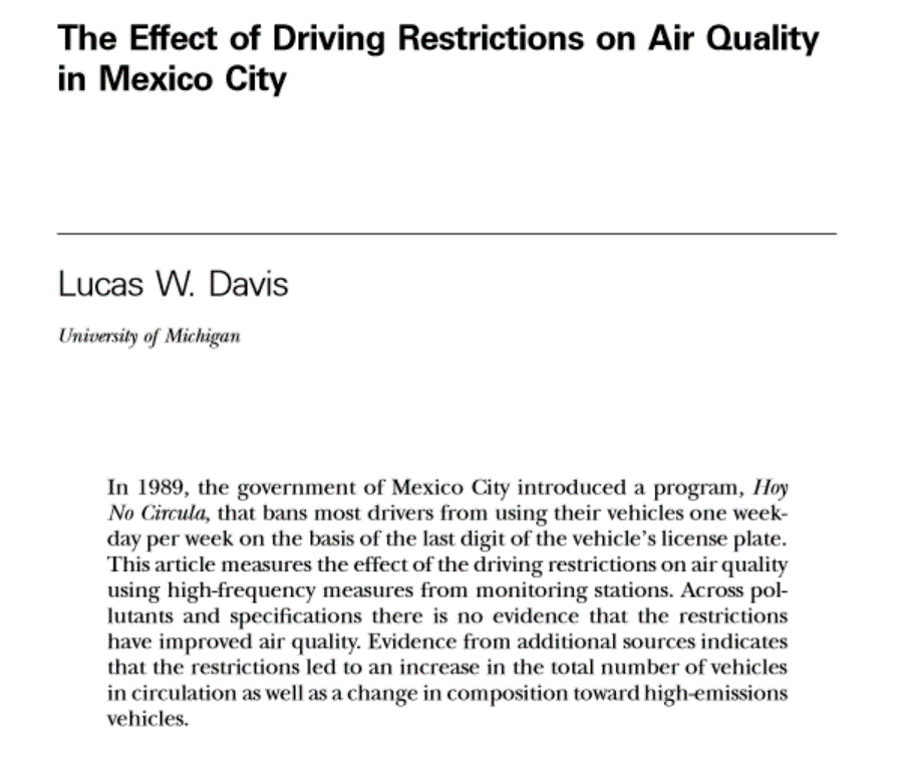 The Effect of Driving Restrictions on Air Quality
in Mexico City
Lucas W. Davis
University of Michigan
In 1989, the government of Mexico City introduced a program, Hoy
No Circula, that bans most drivers from using their vehicles one week-
day per week on the basis of the last digit of the vehicle's license plate.
This article measures the effect of the driving restrictions on air quality
using high-frequency measures from monitoring stations. Across pol-
lutants and specifications there is no evidence that the restrictions
have improved air quality. Evidence from additional sources indicates
that the restrictions led to an increase in the total number of vehicles
in circulation as well as a change in composition toward high-emissions
vehicles.